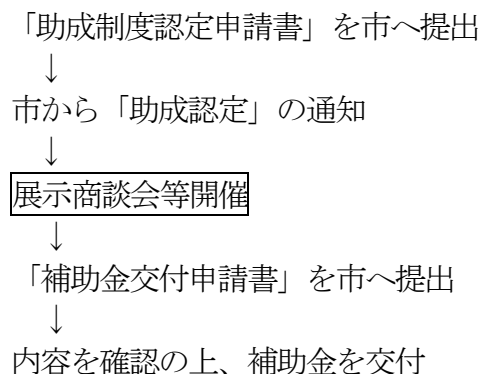 「助成制度認定申請書」を市へ提出
↓
市から「助成認定」の通知
↓
展示商談会等開催
↓
「補助金交付申請書」を市へ提出
↓
内容を確認の上、補助金を交付